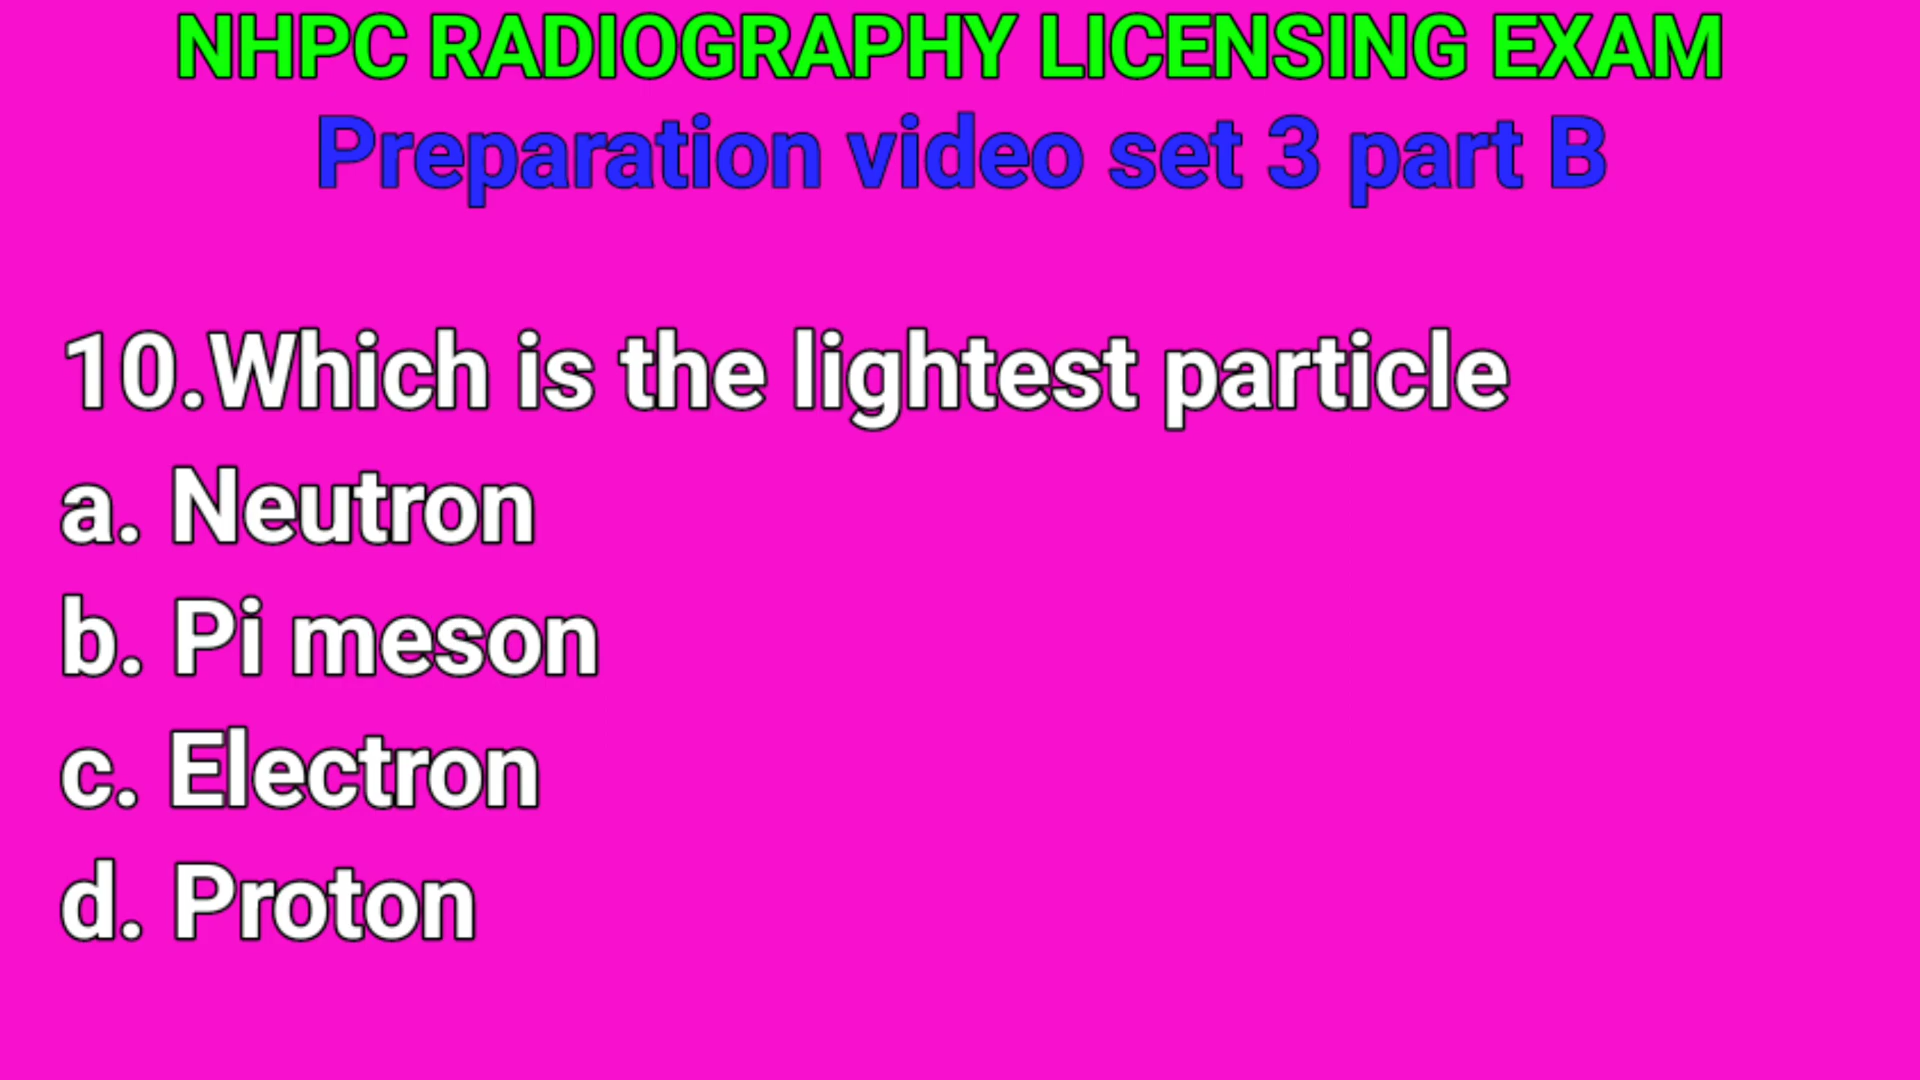 NHPC RADIOGRAPHY LICENSING EXAM
Preparation video set 3 part B
10.Which is the lightest particle
a. Neutron
b. Pi meson
c. Electron
d. Proton